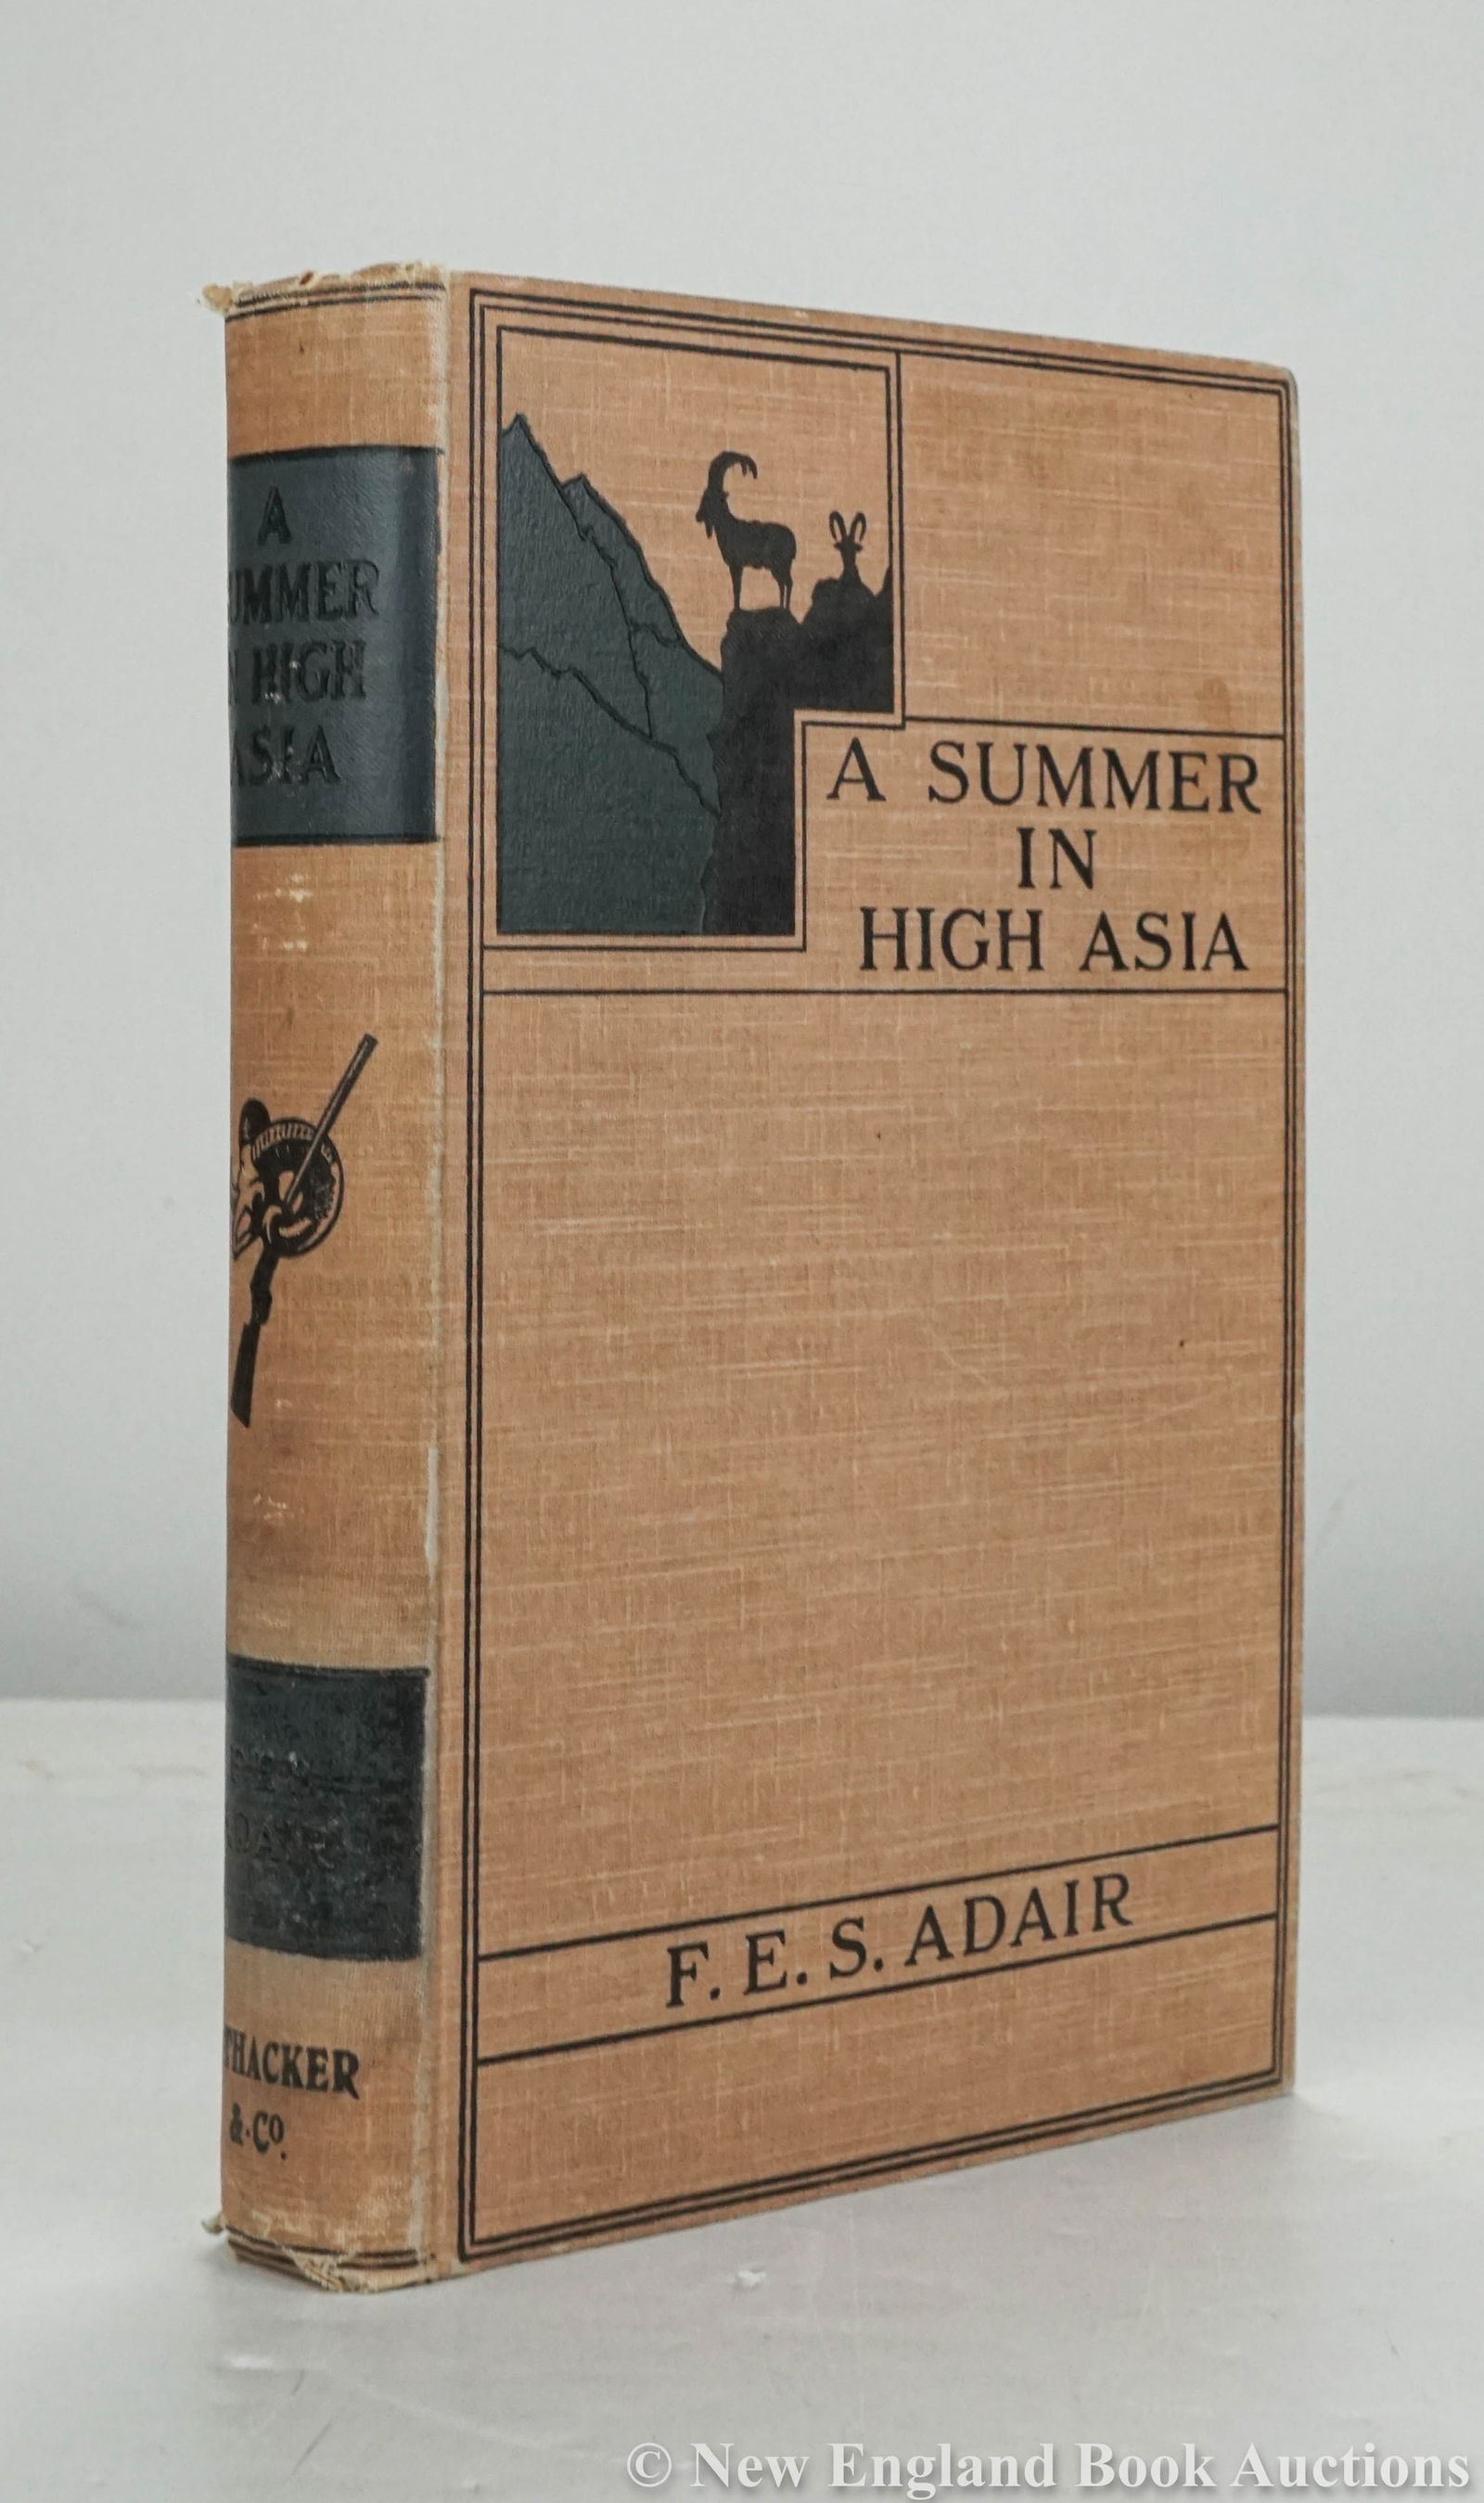 A
SUMMER
IN HIGH
ASIA
THACKER
& Co.
A SUMMER
IN
HIGH ASIA
F. E. S. ADAIR
© New England Book Auctions